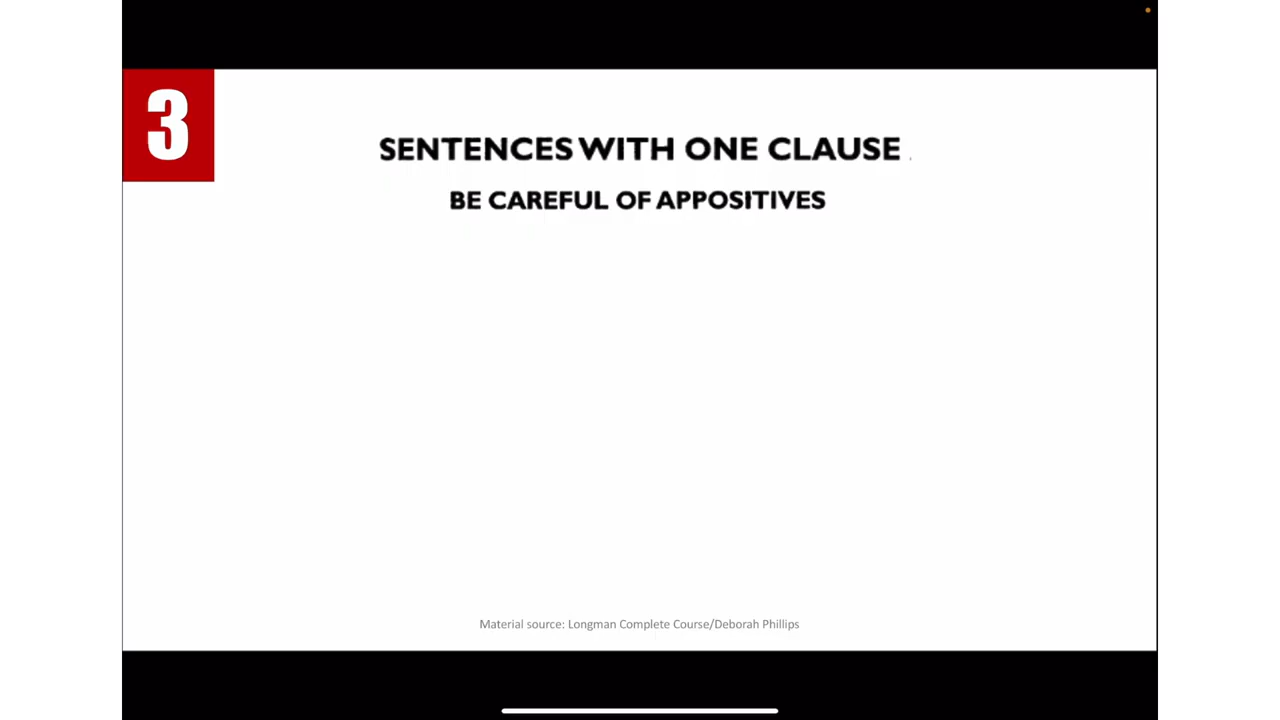 3
SENTENCES WITH ONE CLAUSE
BE CAREFUL OF APPOSITIVES
Material source: Longman Complete Course/Deborah Phillips